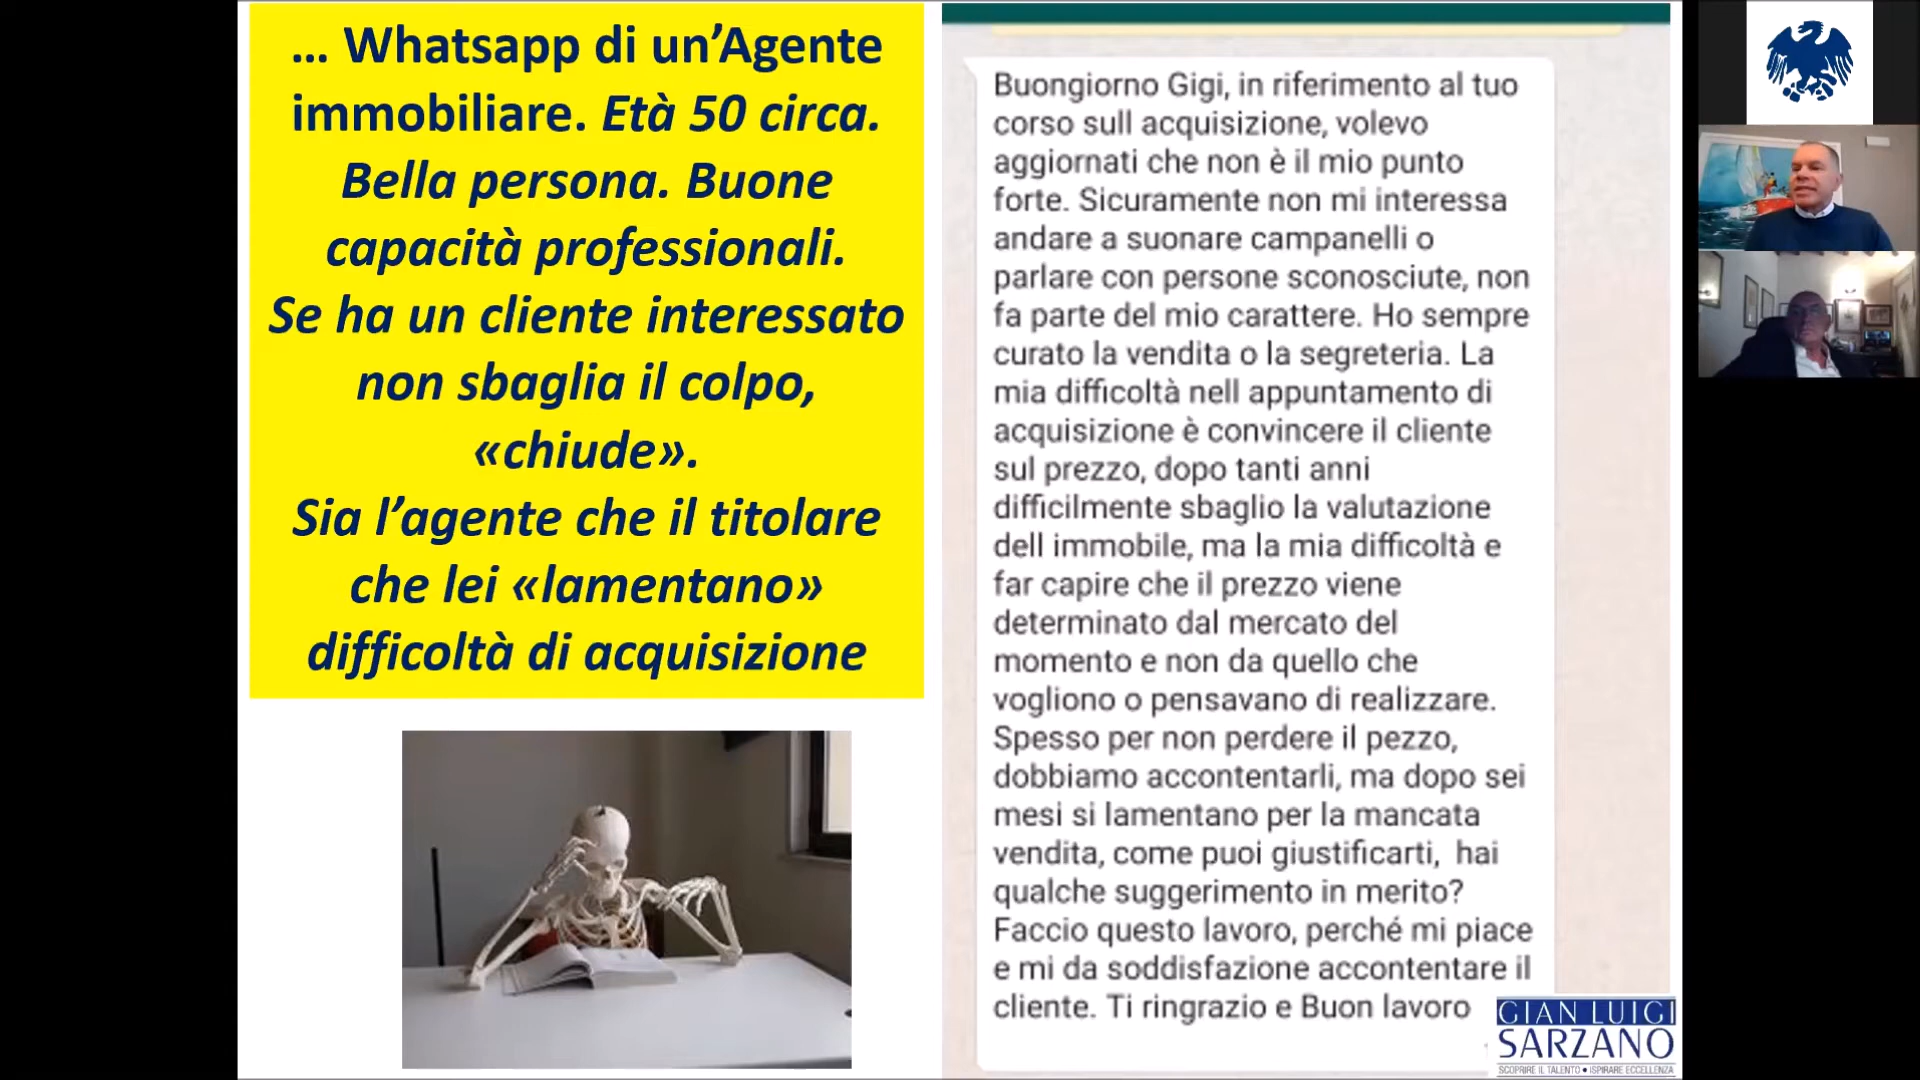 ... Whatsapp di un’Agente
immobiliare. Età 50 circa.
Bella persona. Buone
capacità professionali.
Se ha un cliente interessato
non sbaglia il colpo,
«chiude».
Sia l’agente che il titolare
che lei «lamentano»
difficoltà di acquisizione
Buongiorno Gigi, in riferimento al tuo
corso sull acquisizione, volevo
aggiornati che non è il mio punto
forte. Sicuramente non mi interessa
andare a suonare campanelli o
parlare con persone sconosciute, non
fa parte del mio carattere. Ho sempre
curato la vendita o la segreteria. La
mia difficoltà nell appuntamento di
acquisizione è convincere il cliente
sul prezzo, dopo tanti anni
difficilmente sbaglio la valutazione
dell immobile, ma la mia difficoltà e
far capire che il prezzo viene
determinato dal mercato del
momento e non da quello che
vogliono o pensavano di realizzare.
Spesso per non perdere il pezzo,
dobbiamo accontentarli, ma dopo sei
mesi si lamentano per la mancata
vendita, come puoi giustificarti,  hai
qualche suggerimento in merito?
Faccio questo lavoro, perché mi piace
e mi da soddisfazione accontentare il
cliente. Ti ringrazio e Buon lavoro
GIAN LUIGI
SARZANO
SCOPRIRE IL TALENTO • ISPIRARE ECCELLENZA